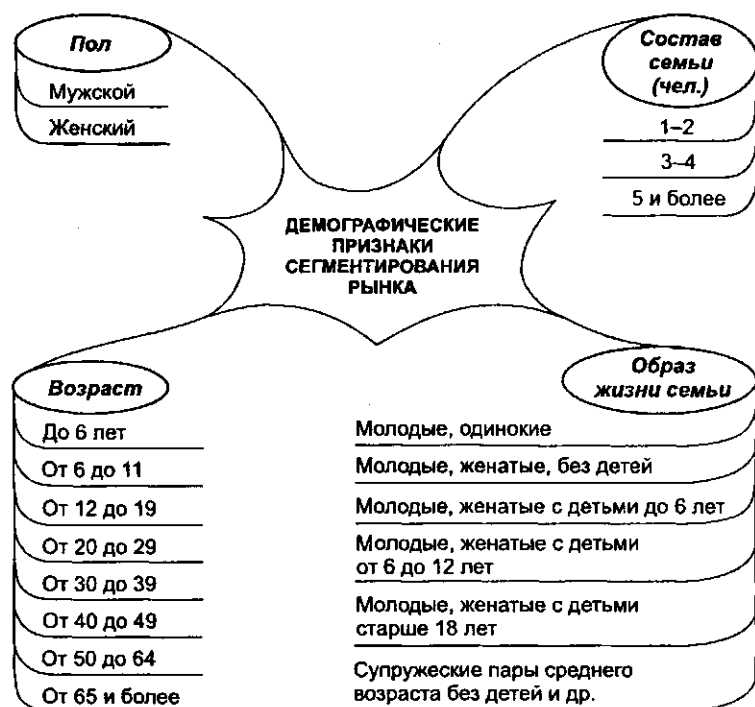 Пол
Мужской
Женский
Состав
семьи
(чел.)
1–2
3–4
5 и более
ДЕМОГРАФИЧЕСКИЕ
ПРИЗНАКИ
СЕГМЕНТИРОВАНИЯ
РЫНКА
Возраст
До 6 лет
От 6 до 11
От 12 до 19
От 20 до 29
От 30 до 39
От 40 до 49
От 50 до 64
От 65 и более
Образ
жизни семьи
Молодые, одинокие
Молодые, женатые, без детей
Молодые, женатые с детьми до 6 лет
Молодые, женатые с детьми
от 6 до 12 лет
Молодые, женатые с детьми
старше 18 лет
Супружеские пары среднего
возраста без детей и др.